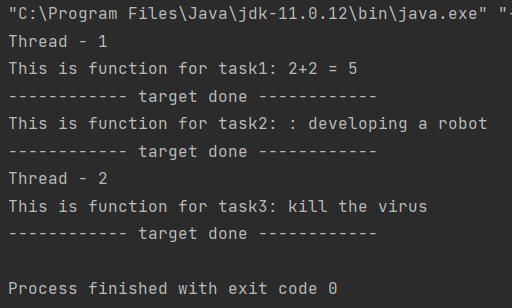 "C:\Program Files\Java\jdk-11.0.12\bin\java.exe" "-
Thread - 1
This is function for task1: 2+2 = 5
------------ target done ------------
This is function for task2: : developing a robot
------------ target done ------------
Thread - 2
This is function for task3: kill the virus
------------ target done ------------
Process finished with exit code 0